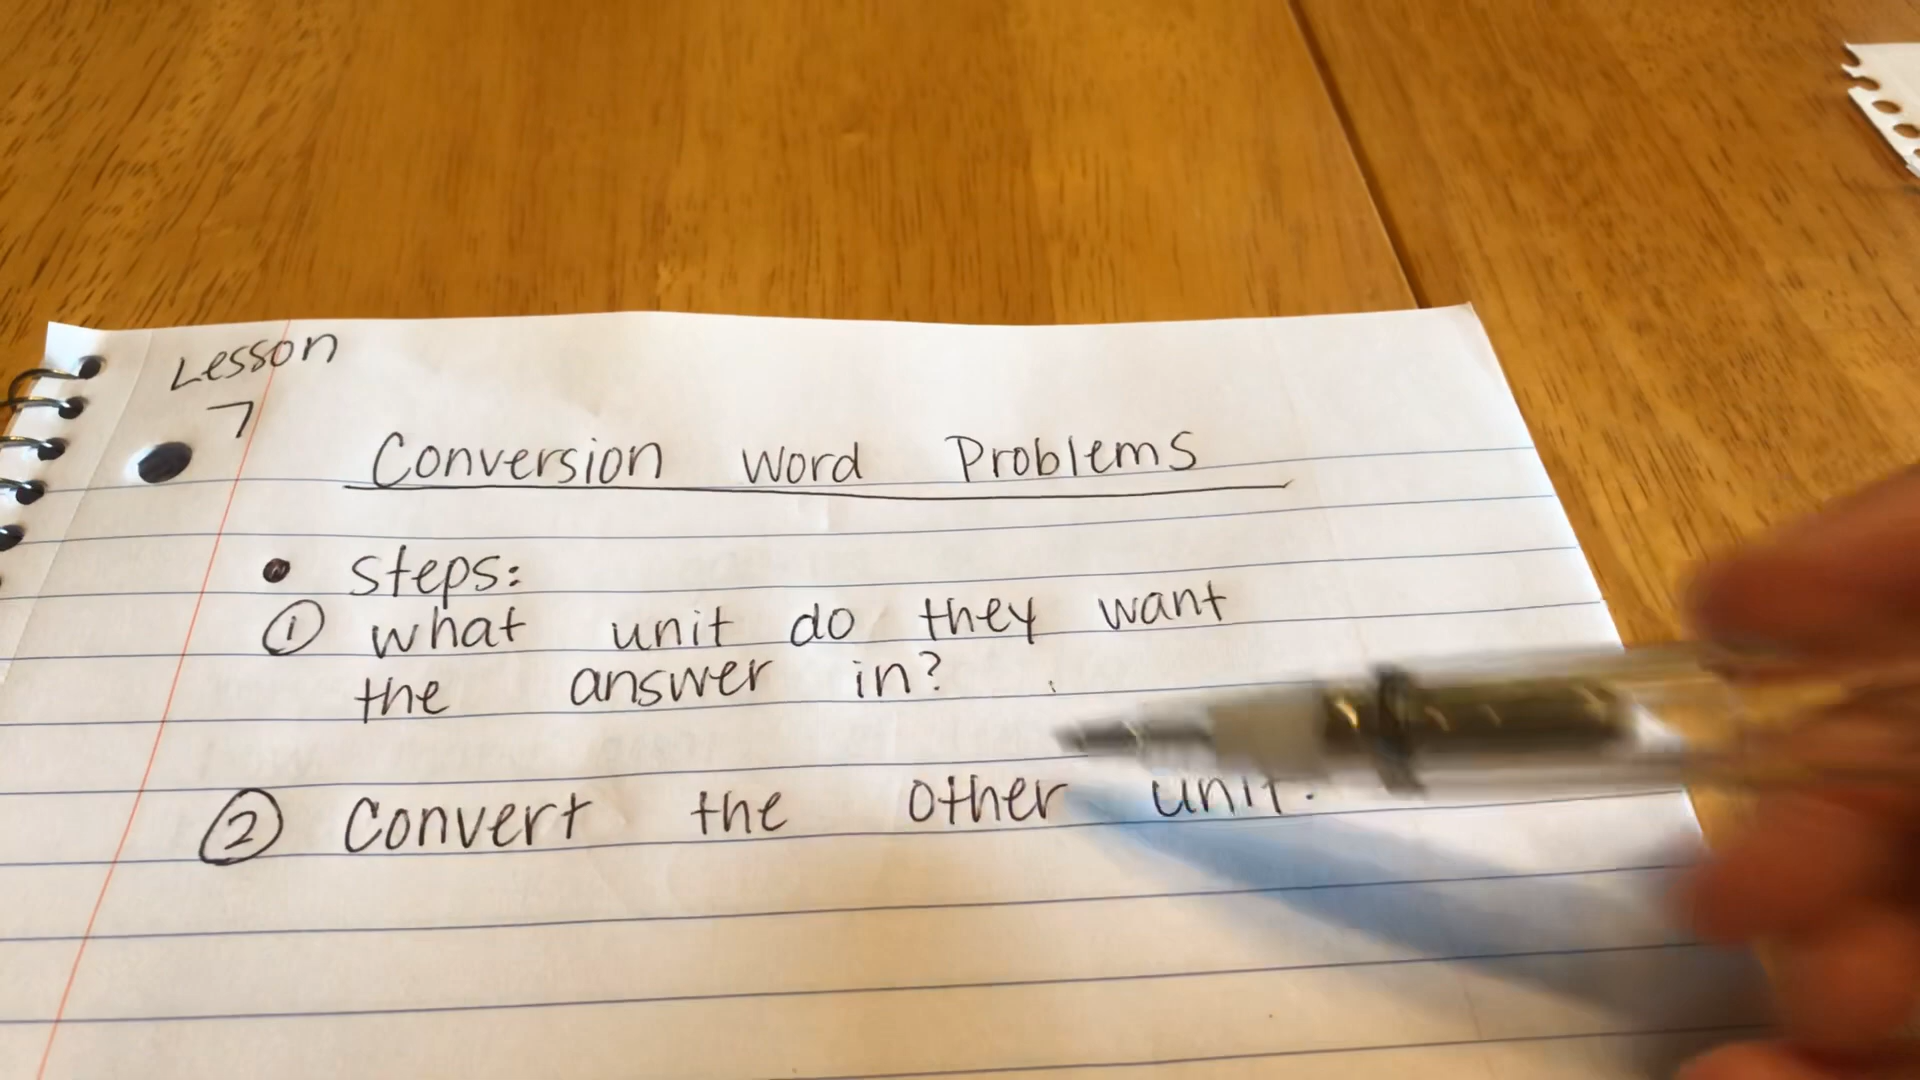 Lesson
7
Conversion Word Problems
• Steps:
① what unit do they want
the answer in?
② Convert the other unit.